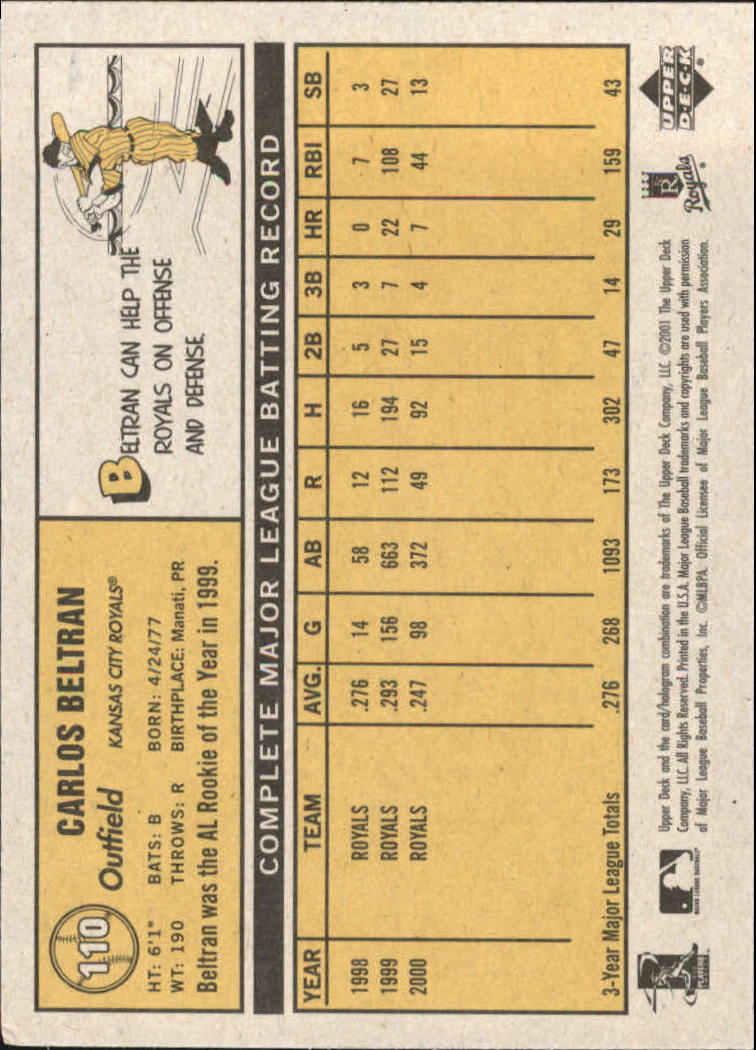 110
CARLOS BELTRAN
Outfield KANSAS CITY ROYALS®
HT: 6'1" BATS: B BORN: 4/24/77
WT: 190 THROWS: R BIRTHPLACE: Manati, PR
Beltran was the AL Rookie of the Year in 1999.
BELTRAN CAN HELP THE
ROYALS ON OFFENSE
AND DEFENSE.
COMPLETE MAJOR LEAGUE BATTING RECORD
YEAR TEAM AVG. G AB R H 2B 3B HR RBI SB
1998 ROYALS .276 14 58 12 16 5 3 0 7 3
1999 ROYALS .293 156 663 112 194 27 7 22 108 27
2000 ROYALS .247 98 372 49 92 15 4 7 44 13
3-Year Major League Totals .276 268 1093 173 302 47 14 29 159 43
PLAYERS
MAJOR LEAGUE BASEBALL®
Upper Deck and the card/hologram combination are trademarks of The Upper Deck Company, LLC. ©2001 The Upper Deck
Company, LLC. All Rights Reserved. Printed in the U.S.A. Major League Baseball trademarks and copyrights are used with permission
of Major League Baseball Properties, Inc. ©MLBPA. Official Licensee of Major League Baseball Players Association.
R
Royals®
UPPER
DECK®